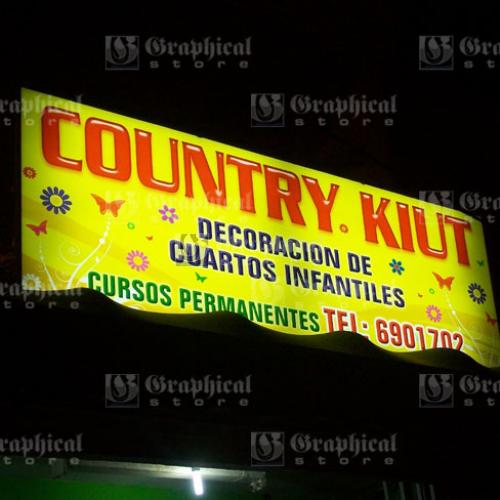 COUNTRY KIUT
DECORACION DE
CUARTOS INFANTILES
CURSOS PERMANENTES TEL: 6901702
Graphical
store